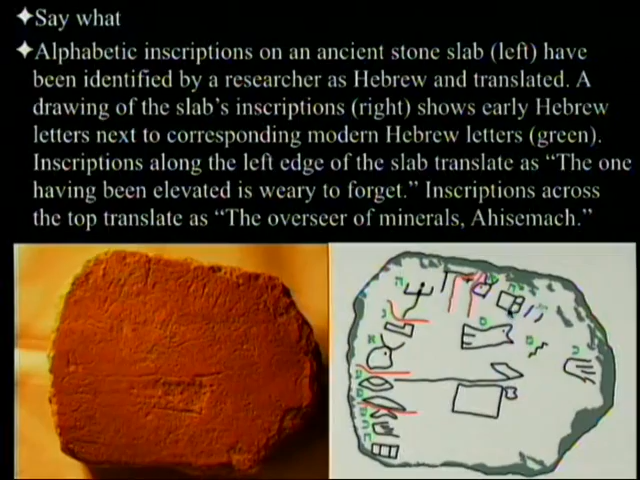 Say what
Alphabetic inscriptions on an ancient stone slab (left) have
been identified by a researcher as Hebrew and translated. A
drawing of the slab’s inscriptions (right) shows early Hebrew
letters next to corresponding modern Hebrew letters (green).
Inscriptions along the left edge of the slab translate as “The one
having been elevated is weary to forget.” Inscriptions across
the top translate as “The overseer of minerals, Ahisemach.”